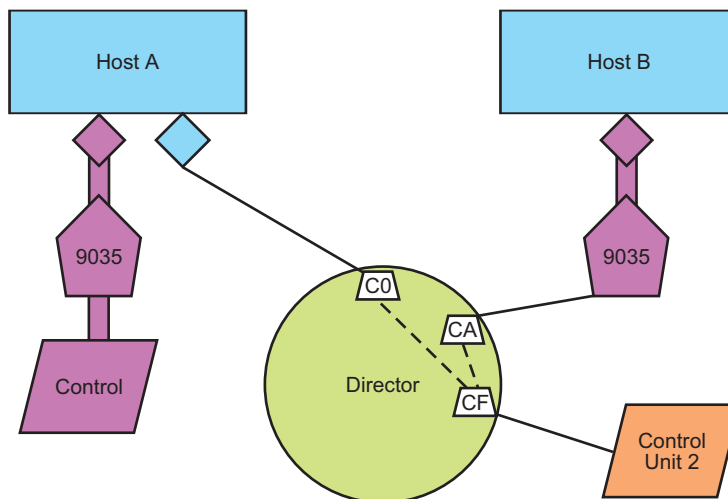 Host A
Host B
9035
9035
C0
CA
Control
Director
CF
Control
Unit 2